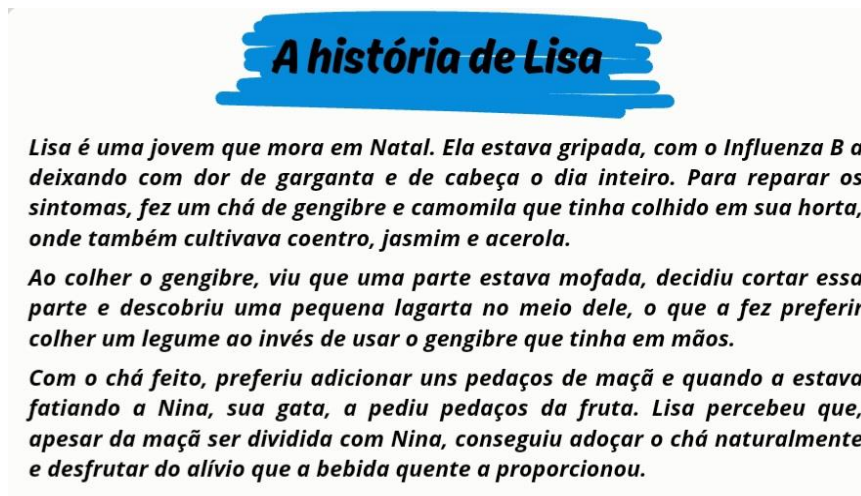 A história de Lisa
Lisa é uma jovem que mora em Natal. Ela estava gripada, com o Influenza B a
deixando com dor de garganta e de cabeça o dia inteiro. Para reparar os
sintomas, fez um chá de gengibre e camomila que tinha colhido em sua horta,
onde também cultivava coentro, jasmim e acerola.
Ao colher o gengibre, viu que uma parte estava mofada, decidiu cortar essa
parte e descobriu uma pequena lagarta no meio dele, o que a fez preferir
colher um legume ao invés de usar o gengibre que tinha em mãos.
Com o chá feito, preferiu adicionar uns pedaços de maçã e quando a estava
fatiando a Nina, sua gata, a pediu pedaços da fruta. Lisa percebeu que,
apesar da maçã ser dividida com Nina, conseguiu adoçar o chá naturalmente
e desfrutar do alívio que a bebida quente a proporcionou.